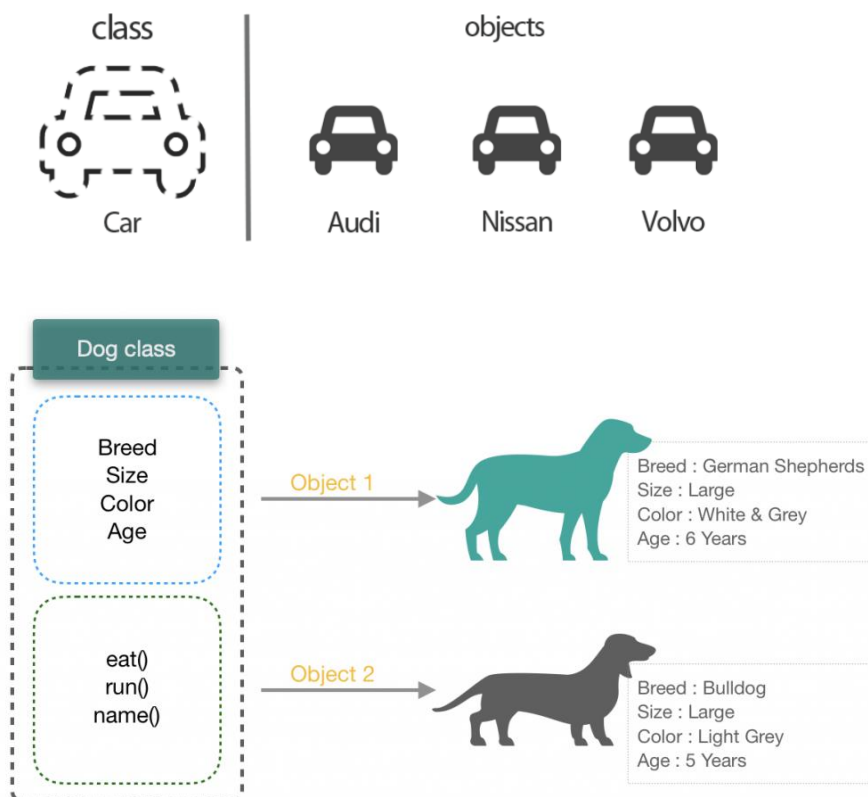 class
objects
Car
Audi
Nissan
Volvo
Dog class
Breed
Size
Color
Age
Object 1
Breed : German Shepherds
Size : Large
Color : White & Grey
Age : 6 Years
eat()
run()
name()
Object 2
Breed : Bulldog
Size : Large
Color : Light Grey
Age : 5 Years